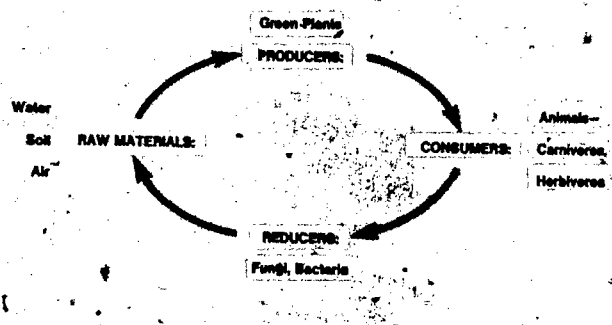 Green Plants
PRODUCERS:
Water
Soil
Air
RAW MATERIALS:
CONSUMERS:
Animals—
Carnivores,
Herbivores
REDUCERS:
Fungi, Bacteria